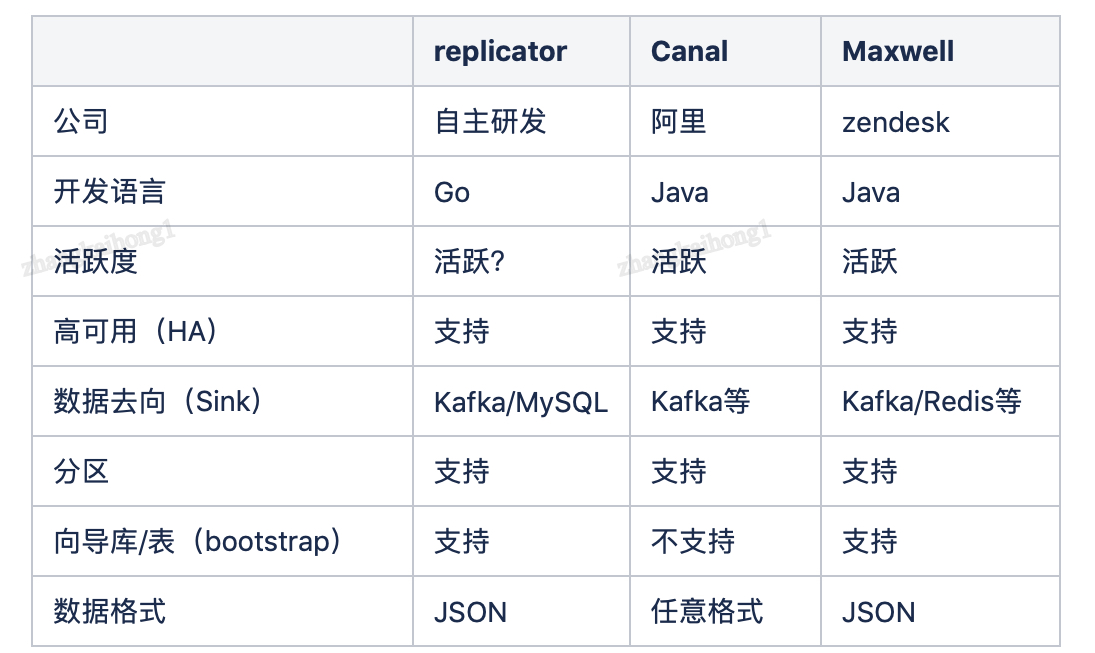 replicator Canal Maxwell
公司 自主研发 阿里 zendesk
开发语言 Go Java Java
活跃度 活跃? 活跃 活跃
高可用（HA） 支持 支持 支持
数据去向（Sink） Kafka/MySQL Kafka等 Kafka/Redis等
分区 支持 支持 支持
向导库/表（bootstrap） 支持 不支持 支持
数据格式 JSON 任意格式 JSON